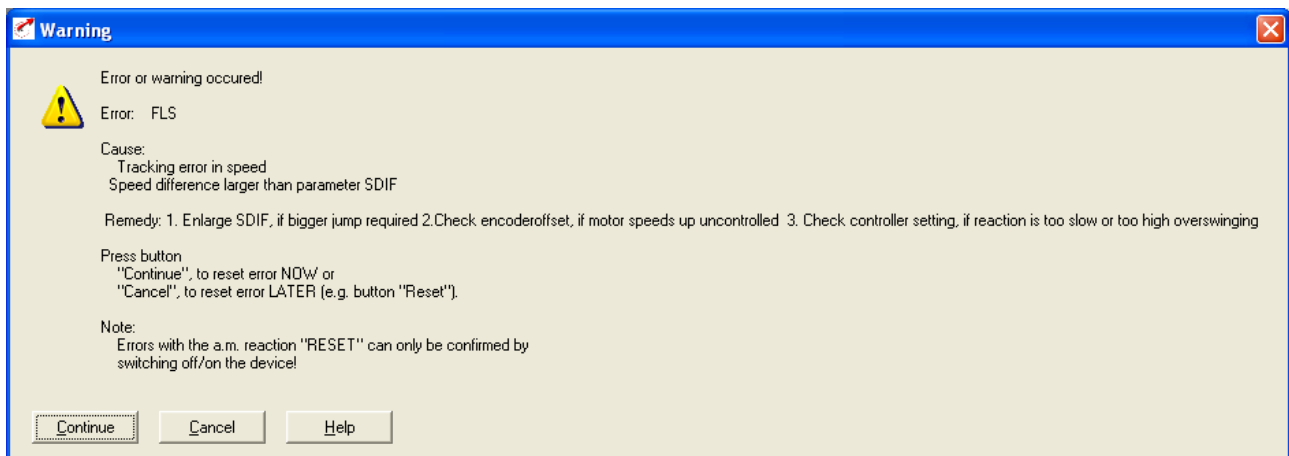 Warning
Error or warning occured!
Error: FLS
Cause:
Tracking error in speed
Speed difference larger than parameter SDIF
Remedy: 1. Enlarge SDIF, if bigger jump required 2.Check encoderoffset, if motor speeds up uncontrolled 3. Check controller setting, if reaction is too slow or too high overswinging
Press button
"Continue", to reset error NOW or
"Cancel", to reset error LATER (e.g. button "Reset").
Note:
Errors with the a.m. reaction "RESET" can only be confirmed by
switching off/on the device!
Continue Cancel Help